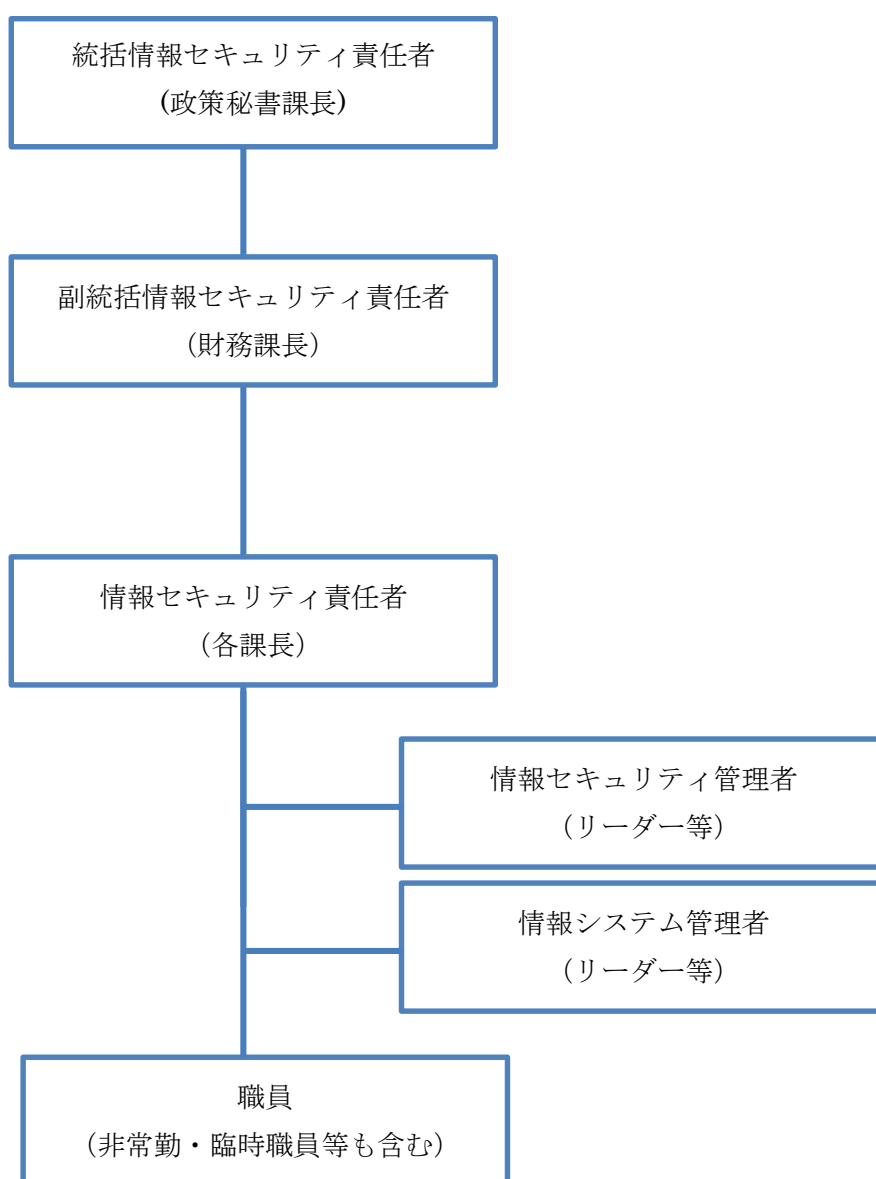 統括情報セキュリティ責任者
(政策秘書課長)
副統括情報セキュリティ責任者
（財務課長）
情報セキュリティ責任者
（各課長）
情報セキュリティ管理者
（リーダー等）
情報システム管理者
（リーダー等）
職員
（非常勤・臨時職員等も含む）